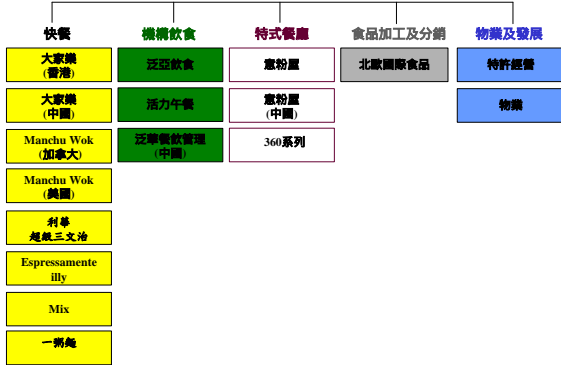 快餐
大家樂
(香港)
大家樂
(中國)
Manchu Wok
(加拿大)
Manchu Wok
(美國)
利華
超級三文治
Espressamente
illy
Mix
一粥麵
機構飲食
泛亞飲食
活力午餐
泛華餐飲管理
(中國)
特式餐廳
意粉屋
意粉屋
(中國)
360系列
食品加工及分銷
北歐國際食品
物業及發展
特許經營
物業